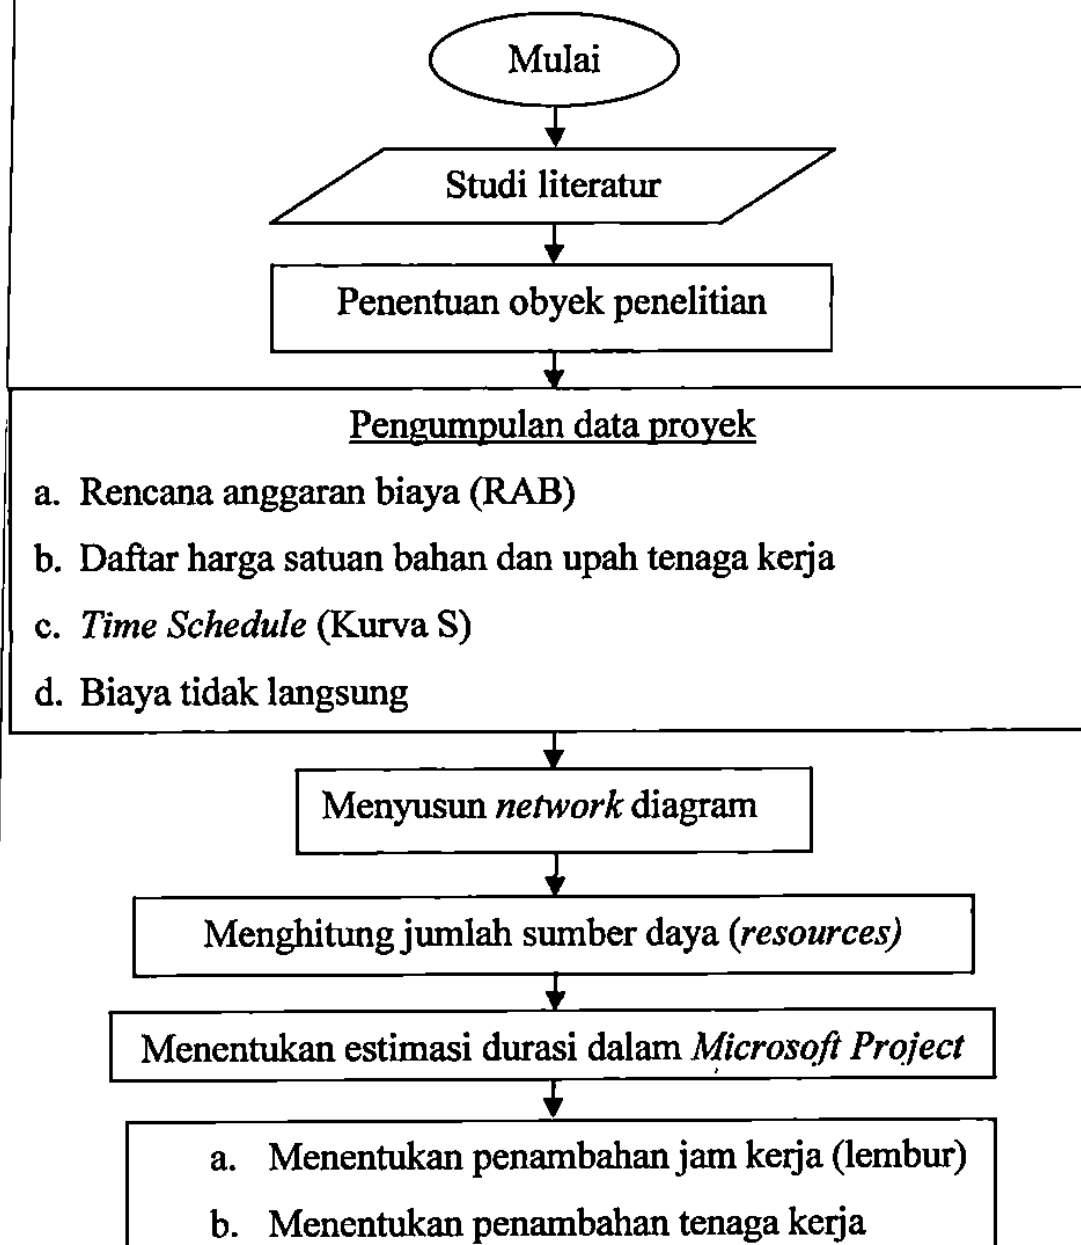 Mulai
Studi literatur
Penentuan obyek penelitian
Pengumpulan data proyek
a. Rencana anggaran biaya (RAB)
b. Daftar harga satuan bahan dan upah tenaga kerja
c. Time Schedule (Kurva S)
d. Biaya tidak langsung
Menyusun network diagram
Menghitung jumlah sumber daya (resources)
Menentukan estimasi durasi dalam Microsoft Project
a. Menentukan penambahan jam kerja (lembur)
b. Menentukan penambahan tenaga kerja